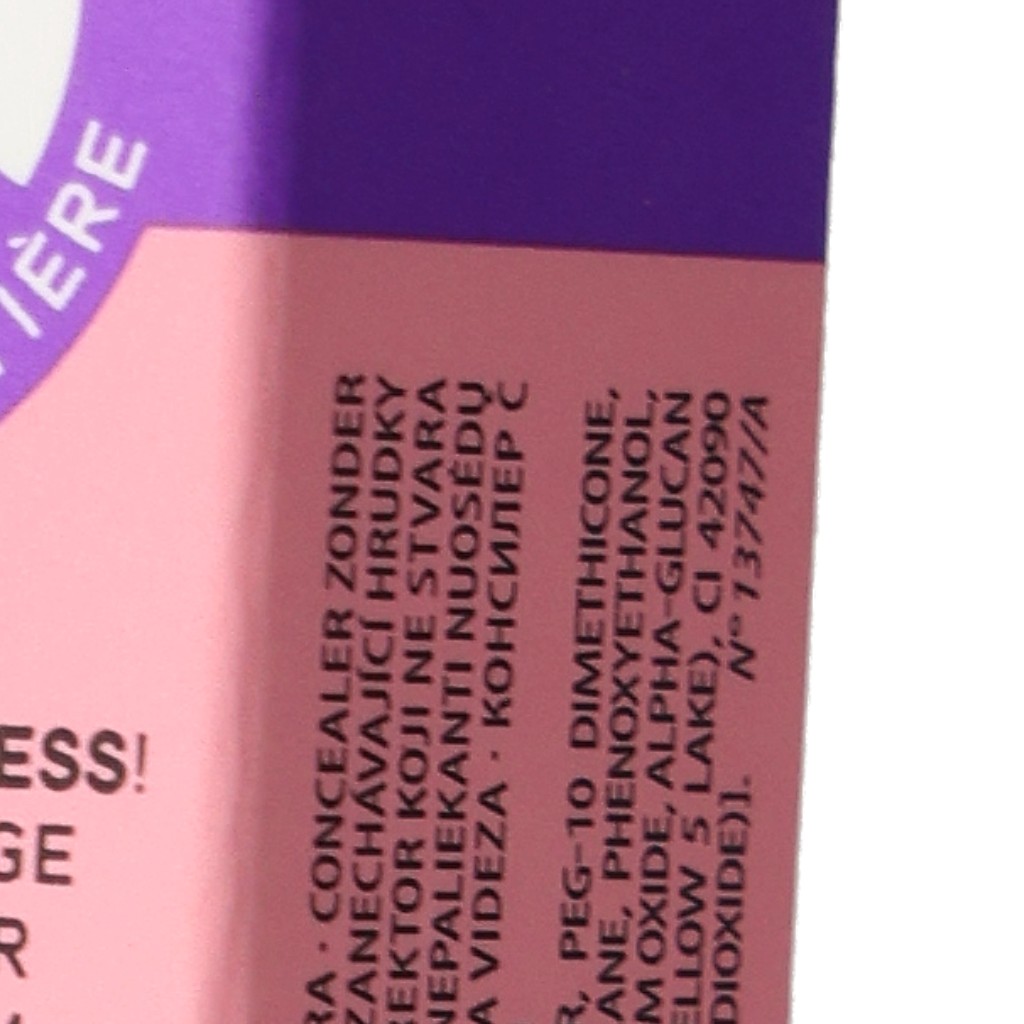 IÈRE
ESS!
GE
R
RA · CONCEALER ZONDER
ZANECHÁVAJÍCÍ HRUDKY
EKTOR KOJI NE STVARA
NEPALIEKANTI NUOSĖDŲ
A VIDEZA · КОНСИЛЕР С
R, PEG-10 DIMETHICONE,
ANE, PHENOXYETHANOL,
M OXIDE, ALPHA-GLUCAN
ELLOW 5 LAKE), CI 42090
DIOXIDE)].
N° 13747//A